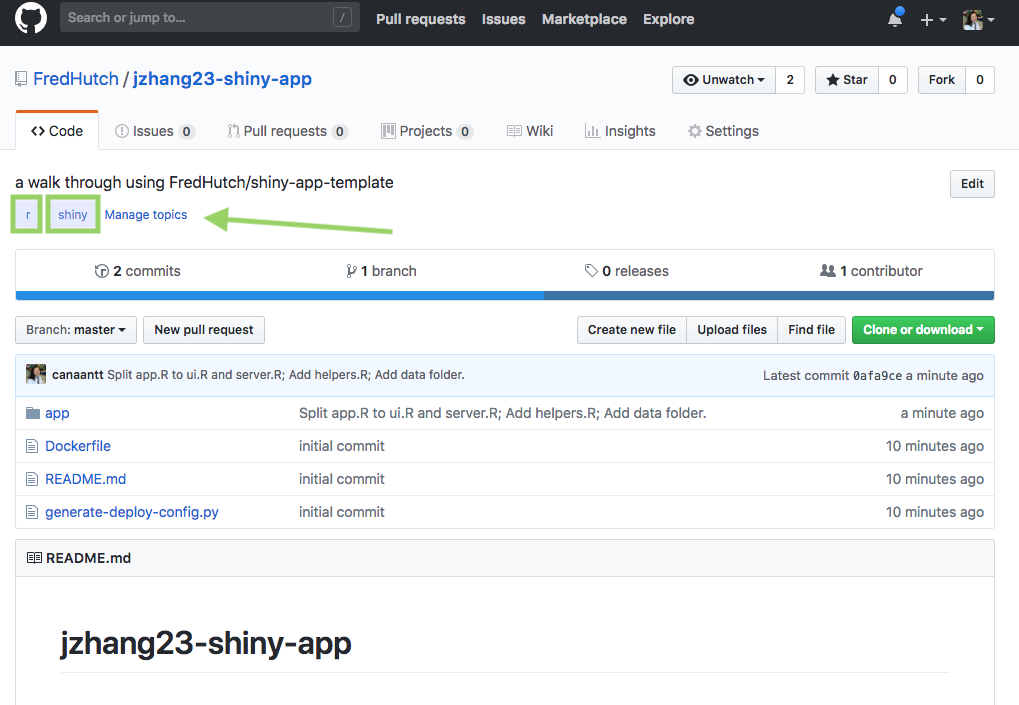 Search or jump to... /
Pull requests Issues Marketplace Explore
FredHutch / jzhang23-shiny-app
Unwatch 2 Star 0 Fork 0
Code Issues 0 Pull requests 0 Projects 0 Wiki Insights Settings
a walk through using FredHutch/shiny-app-template
Edit
r shiny Manage topics
2 commits 1 branch 0 releases 1 contributor
Branch: master New pull request Create new file Upload files Find file Clone or download
canaantt Split app.R to ui.R and server.R; Add helpers.R; Add data folder. Latest commit 0afa9ce a minute ago
app Split app.R to ui.R and server.R; Add helpers.R; Add data folder. a minute ago
Dockerfile initial commit 10 minutes ago
README.md initial commit 10 minutes ago
generate-deploy-config.py initial commit 10 minutes ago
README.md
jzhang23-shiny-app